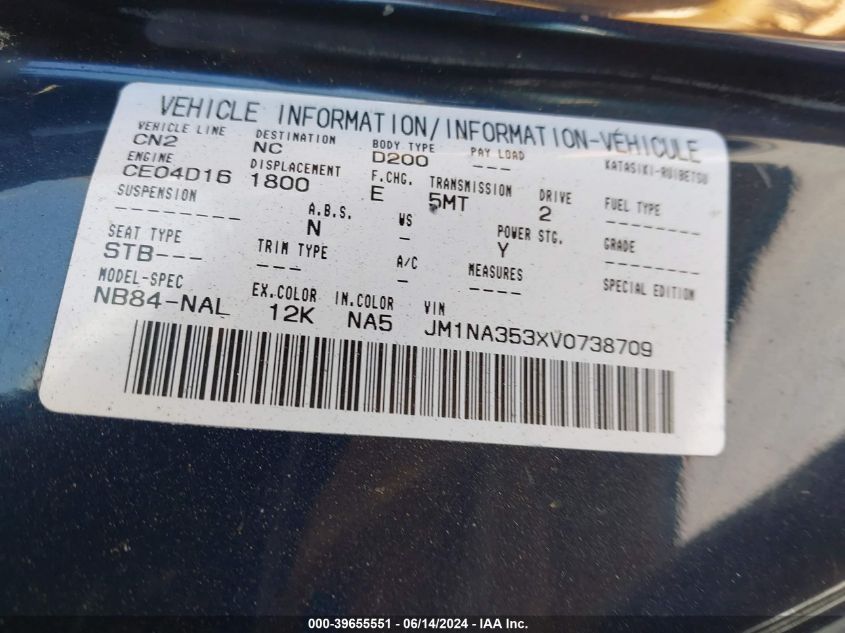 VEHICLE INFORMATION/INFORMATION-VÉHICULE
VEHICLE LINE DESTINATION BODY TYPE PAY LOAD KATASIKI-RUIBETSU
CN2 NC D200 ---
ENGINE DISPLACEMENT F.CHG. TRANSMISSION DRIVE FUEL TYPE
CE04D16 1800 E 5MT 2 --------
SUSPENSION A.B.S. WS POWER STG. GRADE
-------- N - Y --------
SEAT TYPE TRIM TYPE A/C MEASURES SPECIAL EDITION
STB--- --- - ---
MODEL-SPEC EX.COLOR IN.COLOR VIN
NB84-NAL 12K NA5 JM1NA353XV0738709
000-39655551 | 06/14/2024 | IAA Inc.